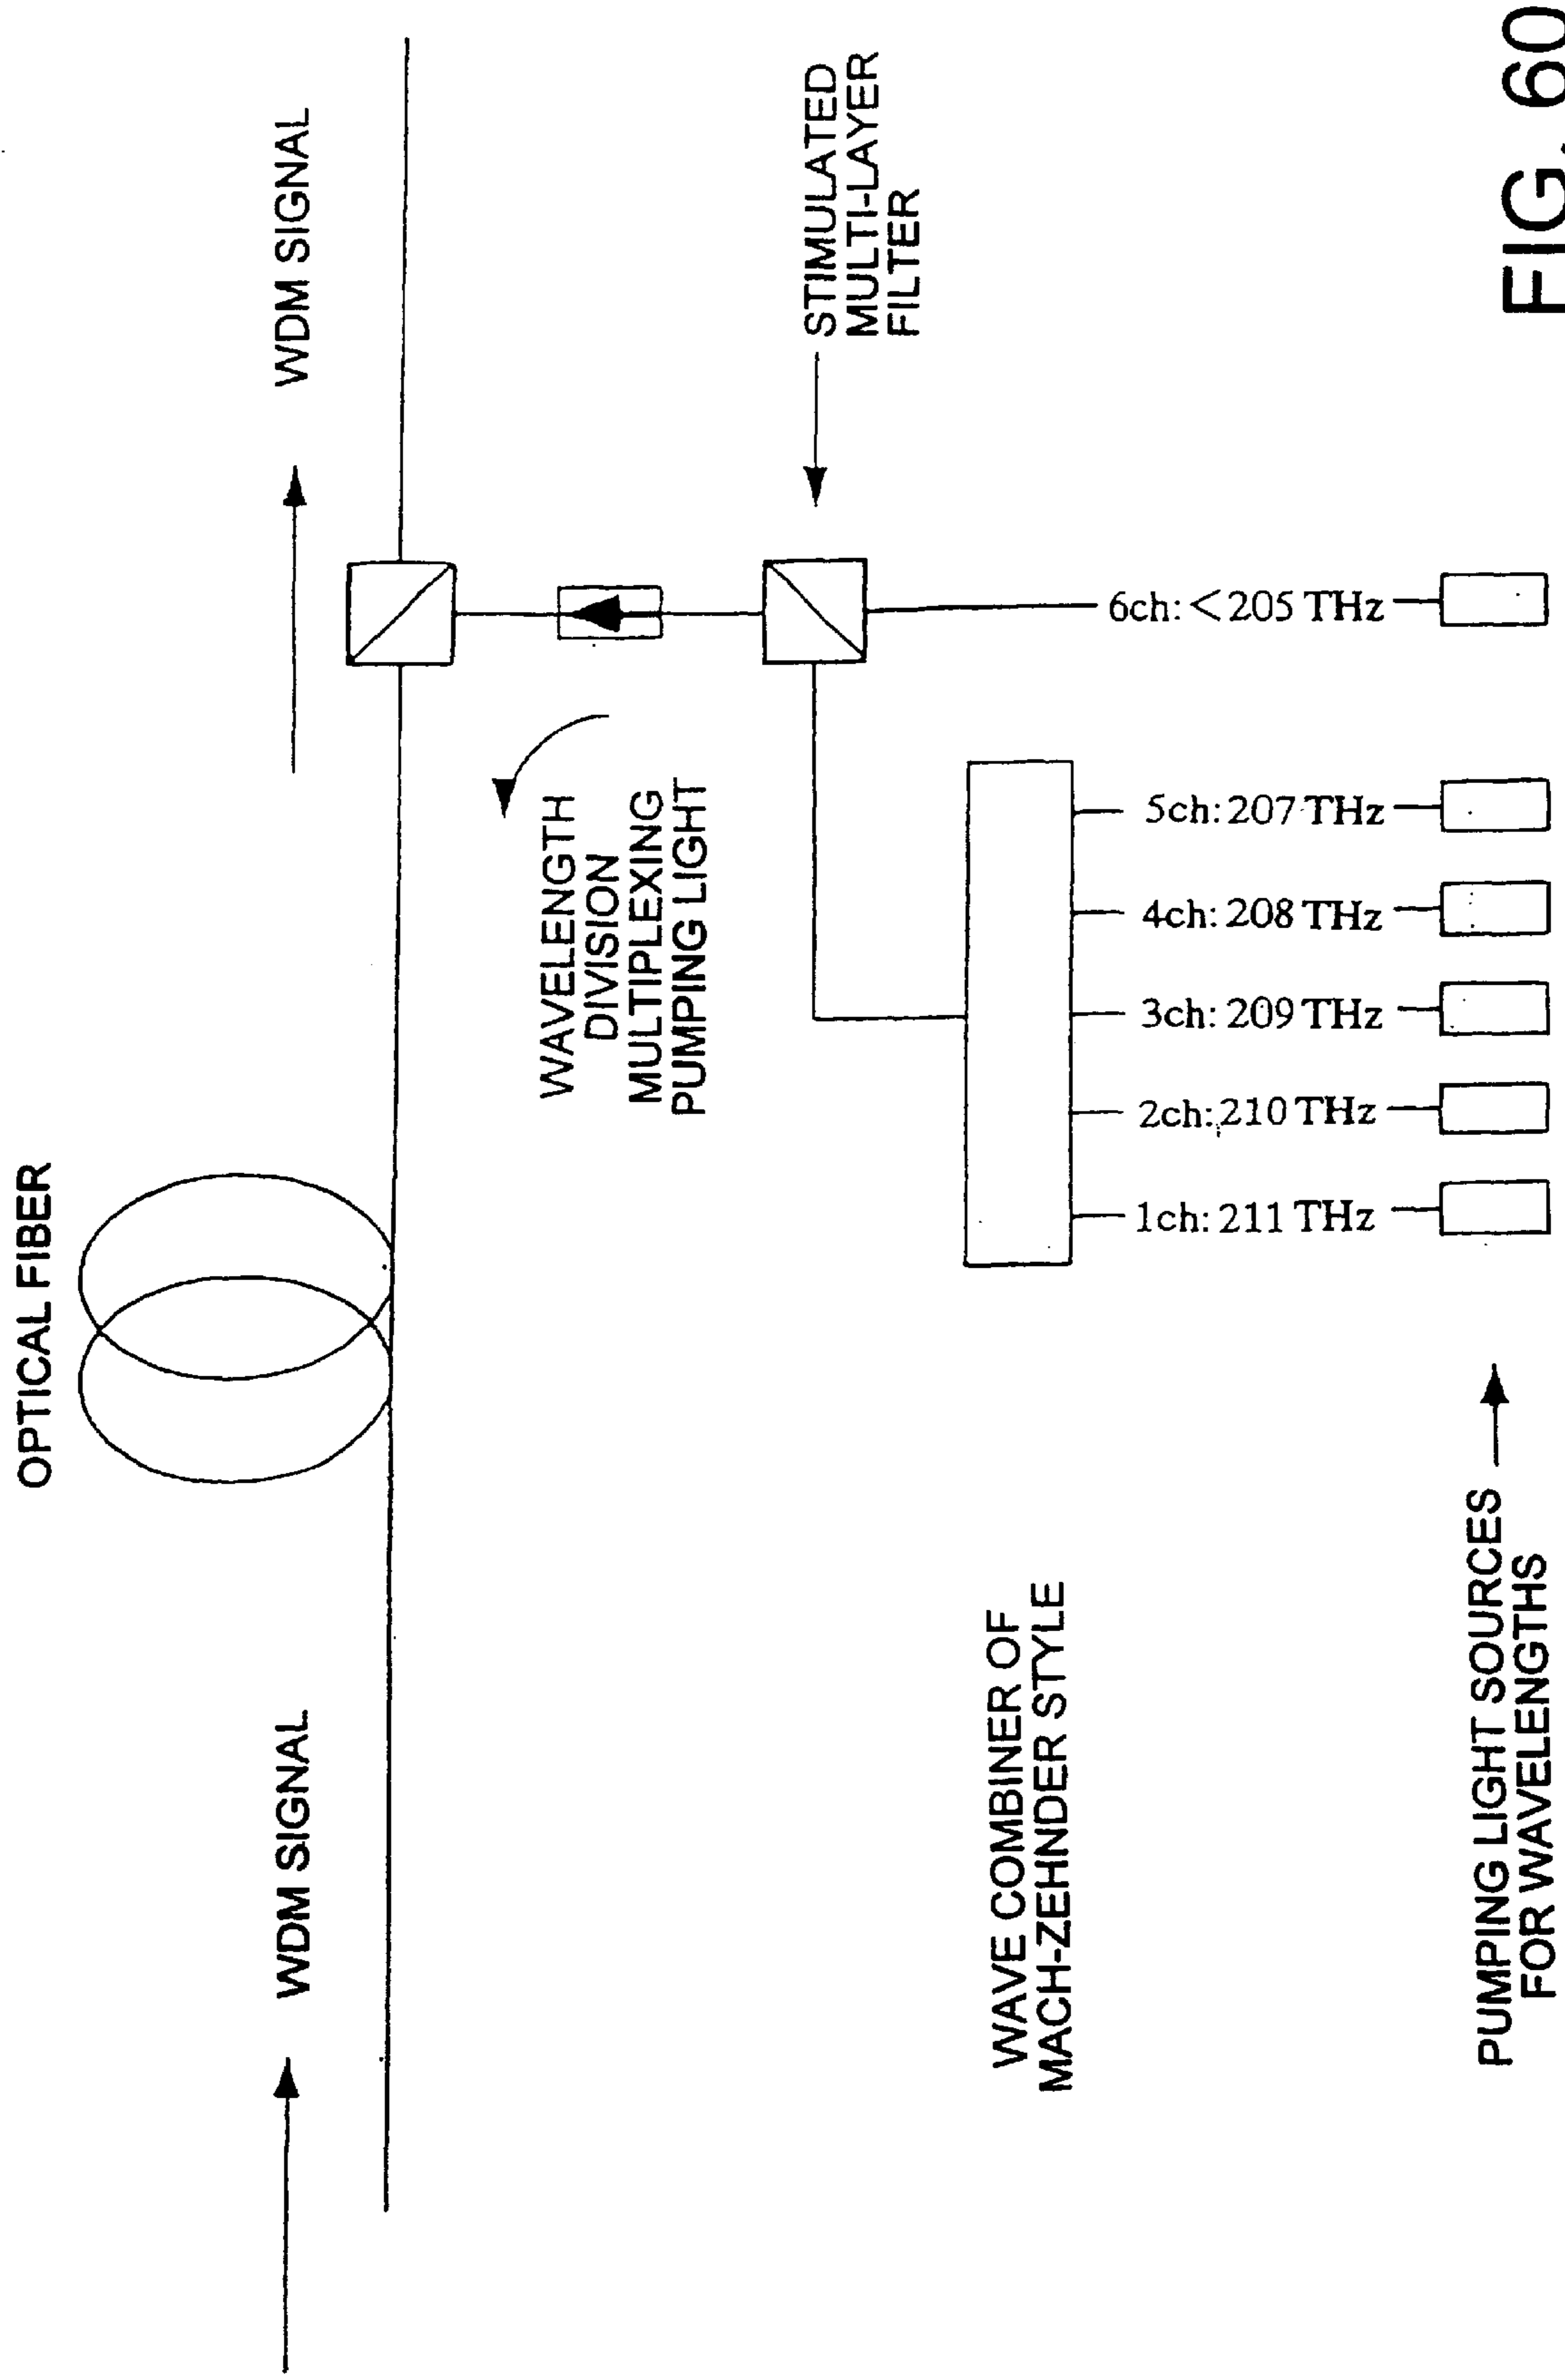 OPTICAL FIBER
WDM SIGNAL
WDM SIGNAL
WAVELENGTH
DIVISION
MULTIPLEXING
PUMPING LIGHT
STIMULATED
MULTI-LAYER
FILTER
WAVE COMBINER OF
MACH-ZEHNDER STYLE
1ch: 211 THz
2ch: 210 THz
3ch: 209 THz
4ch: 208 THz
5ch: 207 THz
6ch: <205 THz
PUMPING LIGHT SOURCES
FOR WAVELENGTHS
FIG. 60